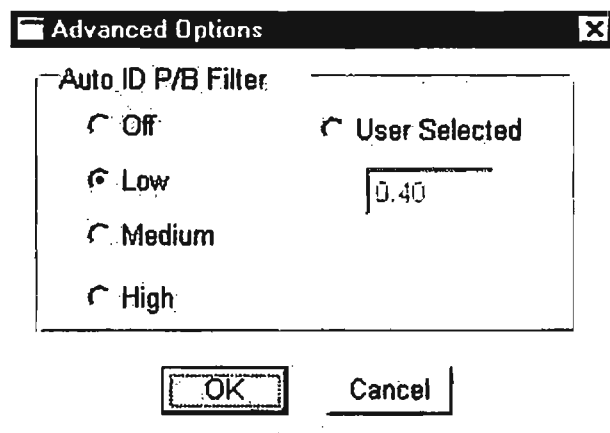 Advanced Options
Auto ID P/B Filter
Off
User Selected
Low
0.40
Medium
High
OK
Cancel